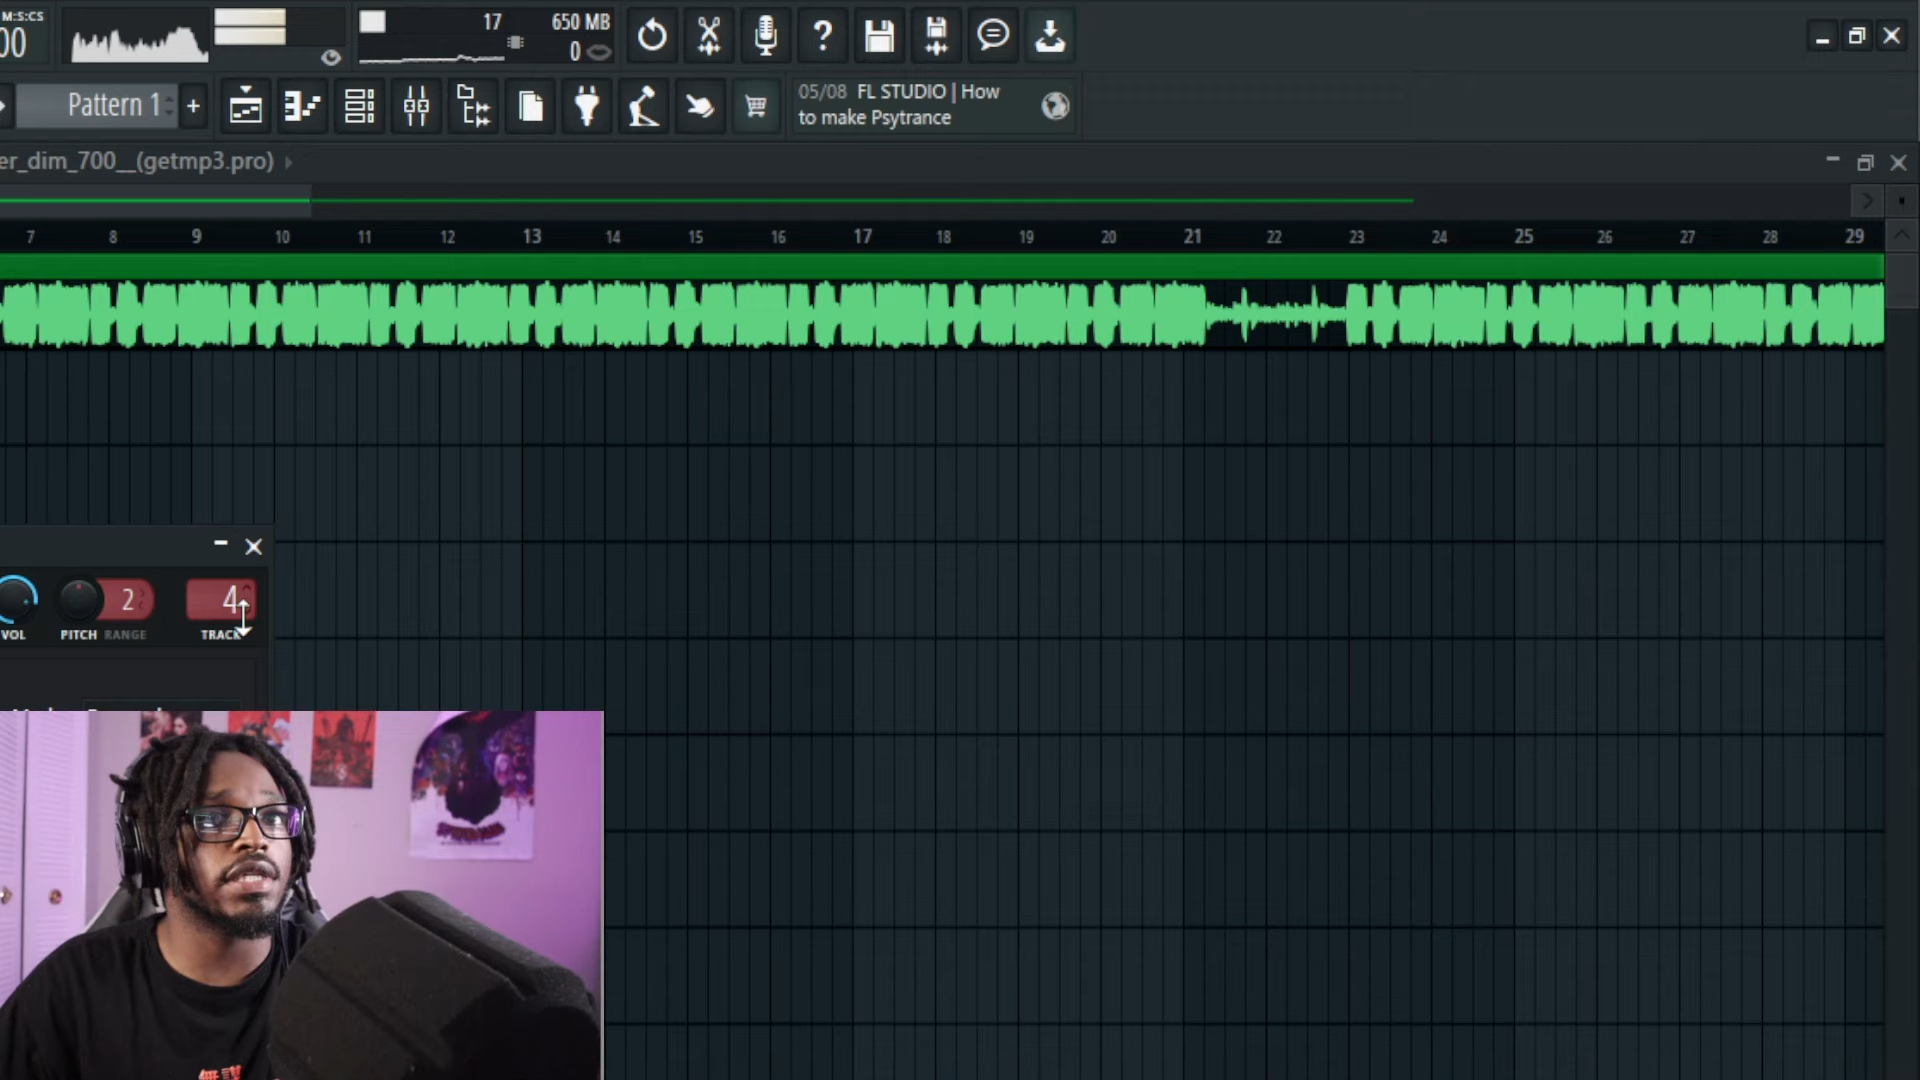 M:S:CS
00
17
650 MB
0
Pattern 1
+
05/08 FL STUDIO | How
to make Psytrance
er_dim_700__(getmp3.pro)
7 8 9 10 11 12 13 14 15 16 17 18 19 20 21 22 23 24 25 26 27 28 29
2
4
VOL PITCH RANGE TRACK
無謀